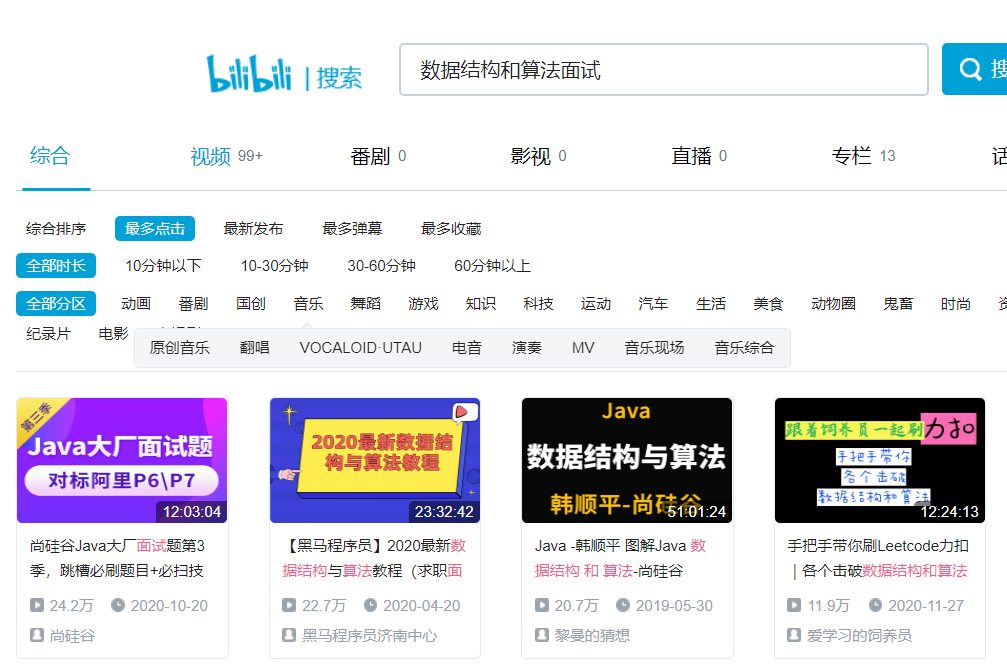 bilibili | 搜索
数据结构和算法面试
搜
综合 视频 99+ 番剧 0 影视 0 直播 0 专栏 13 话
综合排序 最多点击 最新发布 最多弹幕 最多收藏
全部时长 10分钟以下 10-30分钟 30-60分钟 60分钟以上
全部分区 动画 番剧 国创 音乐 舞蹈 游戏 知识 科技 运动 汽车 生活 美食 动物圈 鬼畜 时尚
纪录片 电影
原创音乐 翻唱 VOCALOID·UTAU 电音 演奏 MV 音乐现场 音乐综合
第三季
Java大厂面试题
对标阿里P6\P7
12:03:04
尚硅谷Java大厂面试题第3
季，跳槽必刷题目+必扫技
24.2万 2020-10-20
尚硅谷
2020最新数据结
构与算法教程
23:32:42
【黑马程序员】2020最新数
据结构与算法教程（求职面
22.7万 2020-04-20
黑马程序员济南中心
Java
数据结构与算法
韩顺平-尚硅谷
51:01:24
Java -韩顺平 图解Java 数
据结构 和 算法-尚硅谷
20.7万 2019-05-30
黎曼的猜想
跟着饲养员一起刷力扣
手把手带你
各个击破
数据结构和算法
12:24:13
手把手带你刷Leetcode力扣
｜各个击破数据结构和算法
11.9万 2020-11-27
爱学习的饲养员